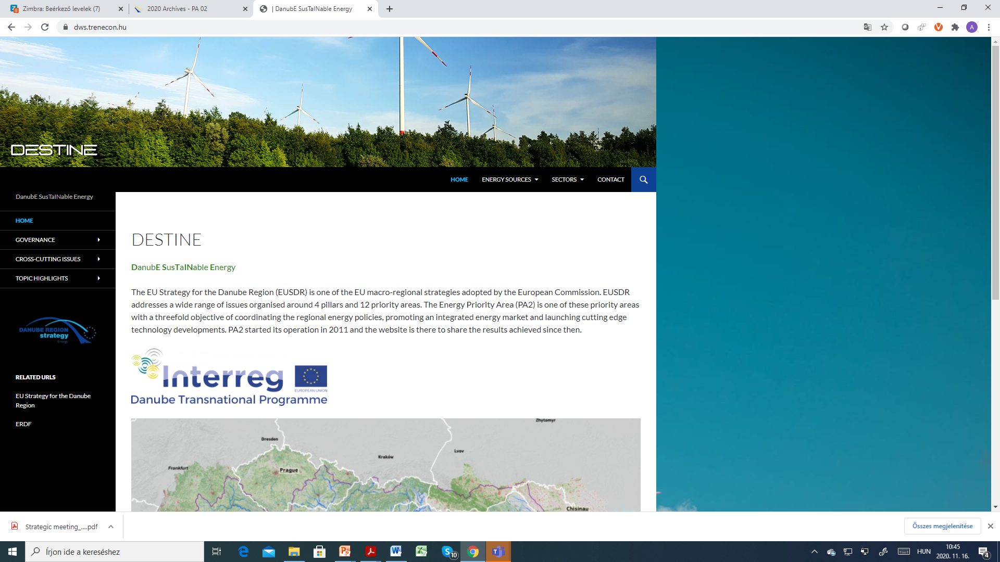 Zimbra: Beérkező levelek (7)
2020 Archives - PA 02
| DanubE SusTaINable Energy
dws.trenecon.hu
A
DESTINE
HOME
ENERGY SOURCES
SECTORS
CONTACT
DanubE SusTaINable Energy
HOME
GOVERNANCE
CROSS-CUTTING ISSUES
TOPIC HIGHLIGHTS
DANUBE REGION
strategy
Energy
RELATED URLS
EU Strategy for the Danube
Region
ERDF
DESTINE
DanubE SusTaINable Energy
The EU Strategy for the Danube Region (EUSDR) is one of the EU macro-regional strategies adopted by the European Commission. EUSDR
addresses a wide range of issues organised around 4 pillars and 12 priority areas. The Energy Priority Area (PA2) is one of these priority areas
with a threefold objective of coordinating the regional energy policies, promoting an integrated energy market and launching cutting edge
technology developments. PA2 started its operation in 2011 and the website is there to share the results achieved since then.
Interreg
EUROPEAN UNION
Danube Transnational Programme
Zhytomyr
Dresden
Lvov
Kraków
Frankfurt
Prague
Chisinau
Strategic meeting_....pdf
Összes megjelenítése
Írjon ide a kereséshez
10
HUN
10:45
2020. 11. 16.
4